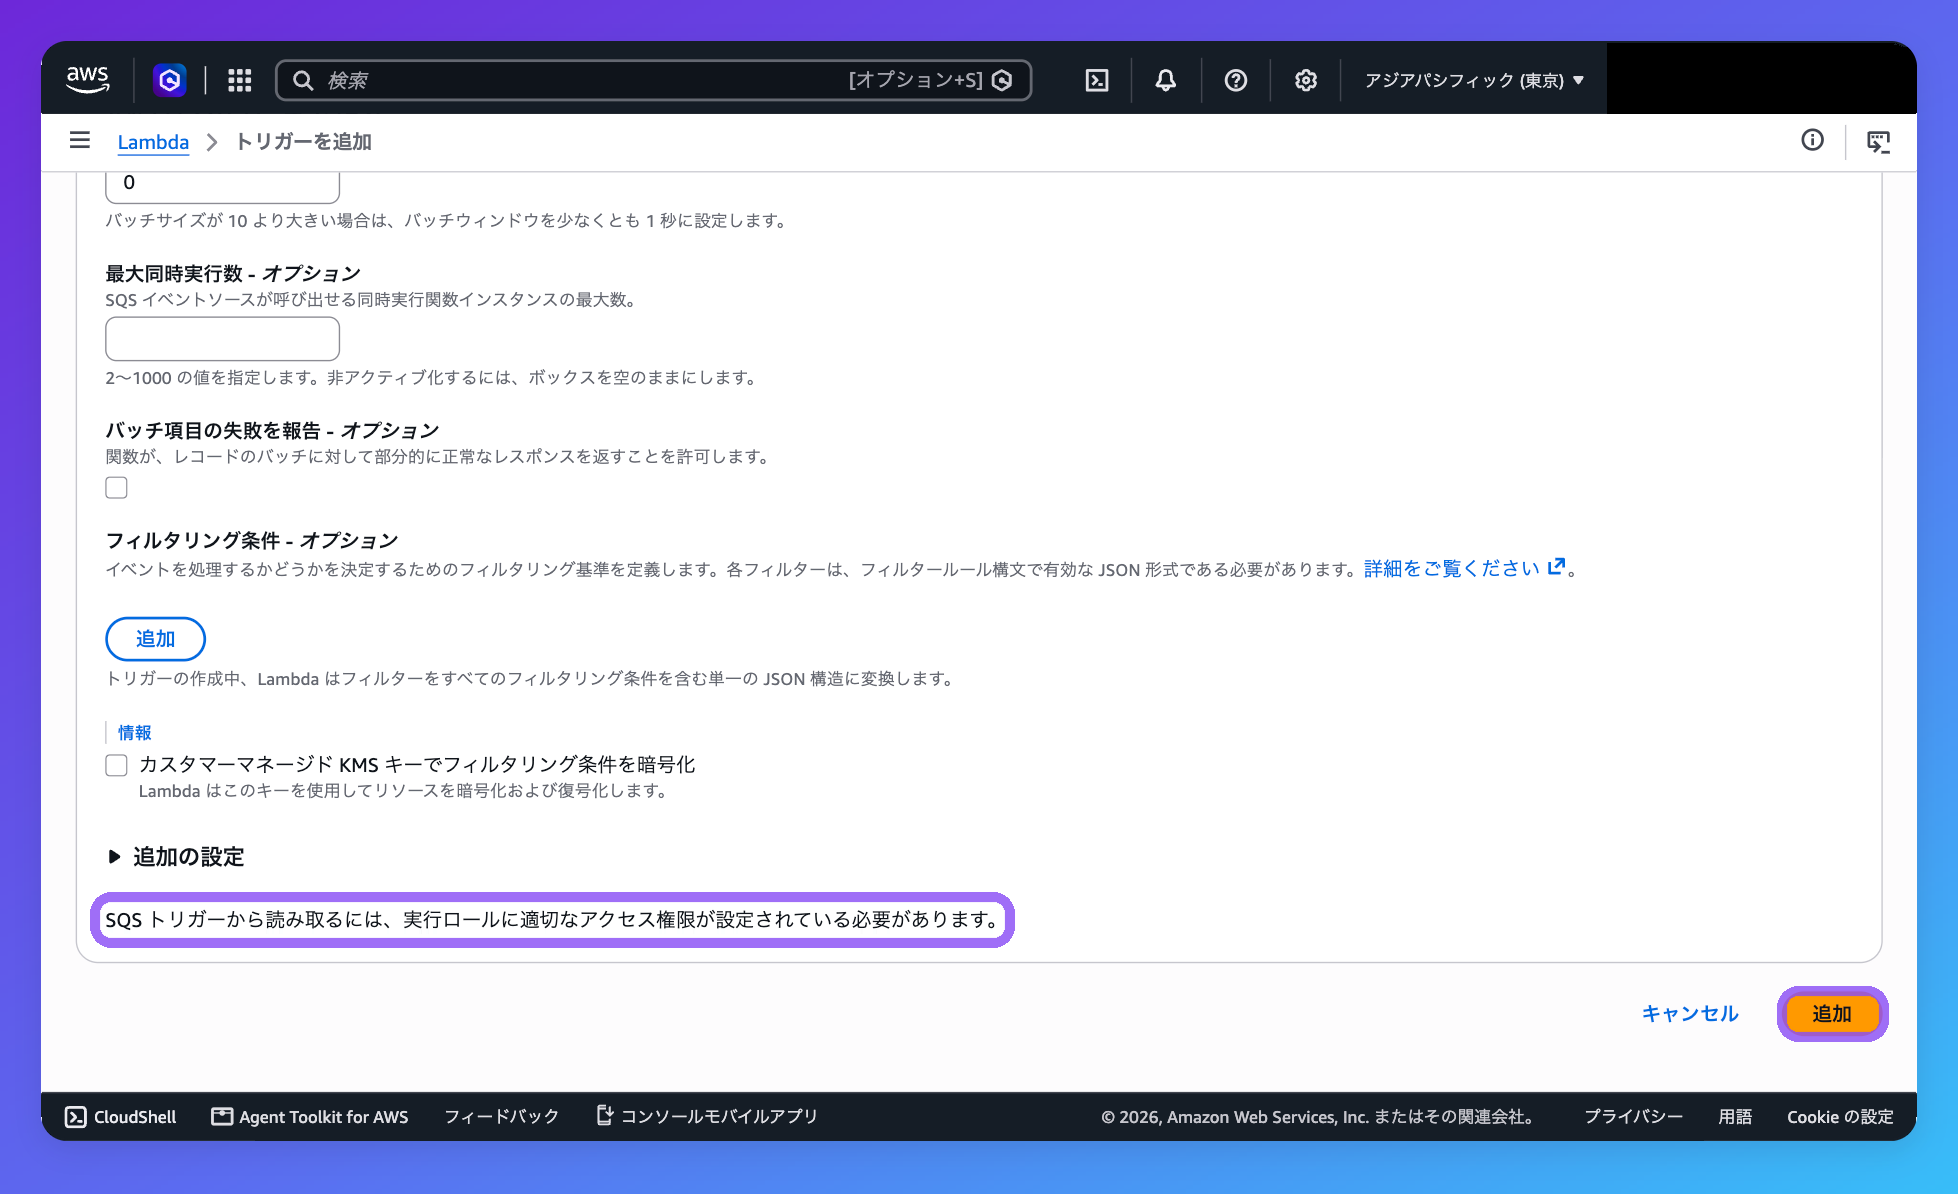 aws
検索
[オプション+S]
アジアパシフィック (東京) ▼
Lambda > トリガーを追加
0
バッチサイズが 10 より大きい場合は、バッチウィンドウを少なくとも 1 秒に設定します。
最大同時実行数 - オプション
SQS イベントソースが呼び出せる同時実行関数インスタンスの最大数。
2〜1000 の値を指定します。非アクティブ化するには、ボックスを空のままにします。
バッチ項目の失敗を報告 - オプション
関数が、レコードのバッチに対して部分的に正常なレスポンスを返すことを許可します。
フィルタリング条件 - オプション
イベントを処理するかどうかを決定するためのフィルタリング基準を定義します。各フィルターは、フィルタールール構文で有効な JSON 形式である必要があります。詳細をご覧ください。
追加
トリガーの作成中、Lambda はフィルターをすべてのフィルタリング条件を含む単一の JSON 構造に変換します。
情報
カスタマーマネージド KMS キーでフィルタリング条件を暗号化
Lambda はこのキーを使用してリソースを暗号化および復号化します。
▶ 追加の設定
SQS トリガーから読み取るには、実行ロールに適切なアクセス権限が設定されている必要があります。
キャンセル
追加
CloudShell
Agent Toolkit for AWS
フィードバック
コンソールモバイルアプリ
© 2026, Amazon Web Services, Inc. またはその関連会社。
プライバシー
用語
Cookie の設定